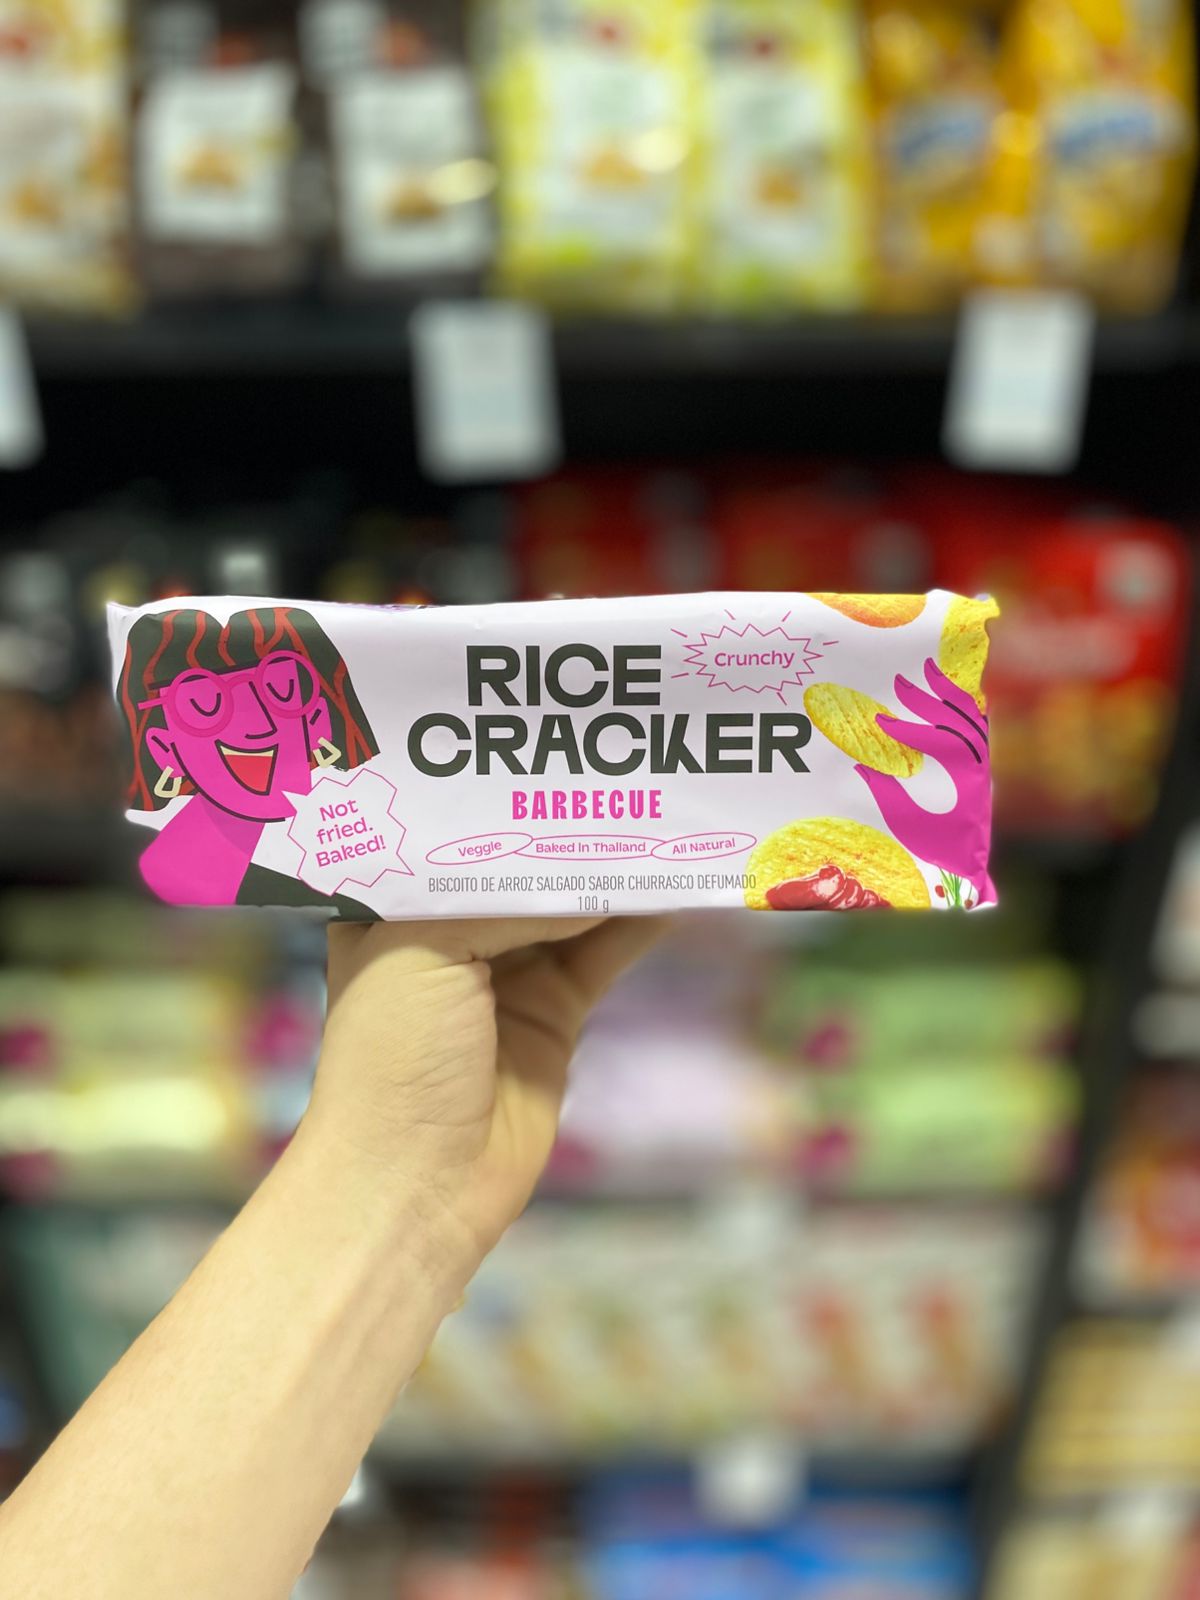 RICE
CRACKER
Crunchy
BARBECUE
Not
fried.
Baked!
Veggie
Baked In Thailand
All Natural
BISCOITO DE ARROZ SALGADO SABOR CHURRASCO DEFUMADO
100 g